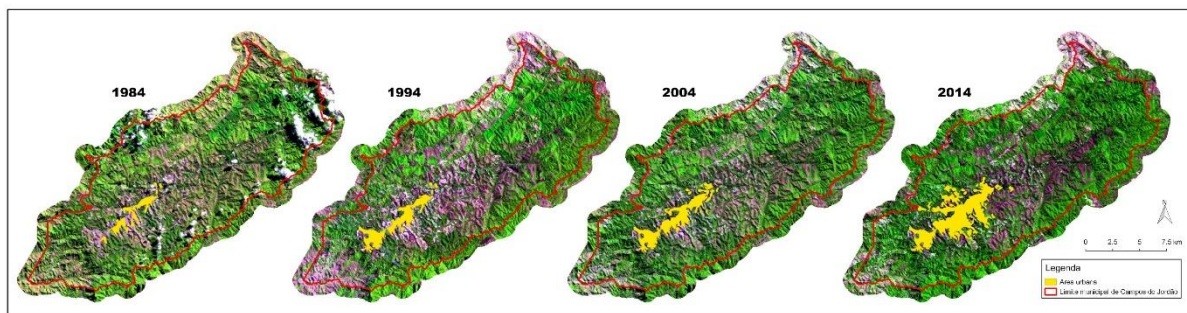 1984
1994
2004
2014
0 2.5 5 7.5 km
Legenda
Área urbana
Limite municipal de Campos do Jordão